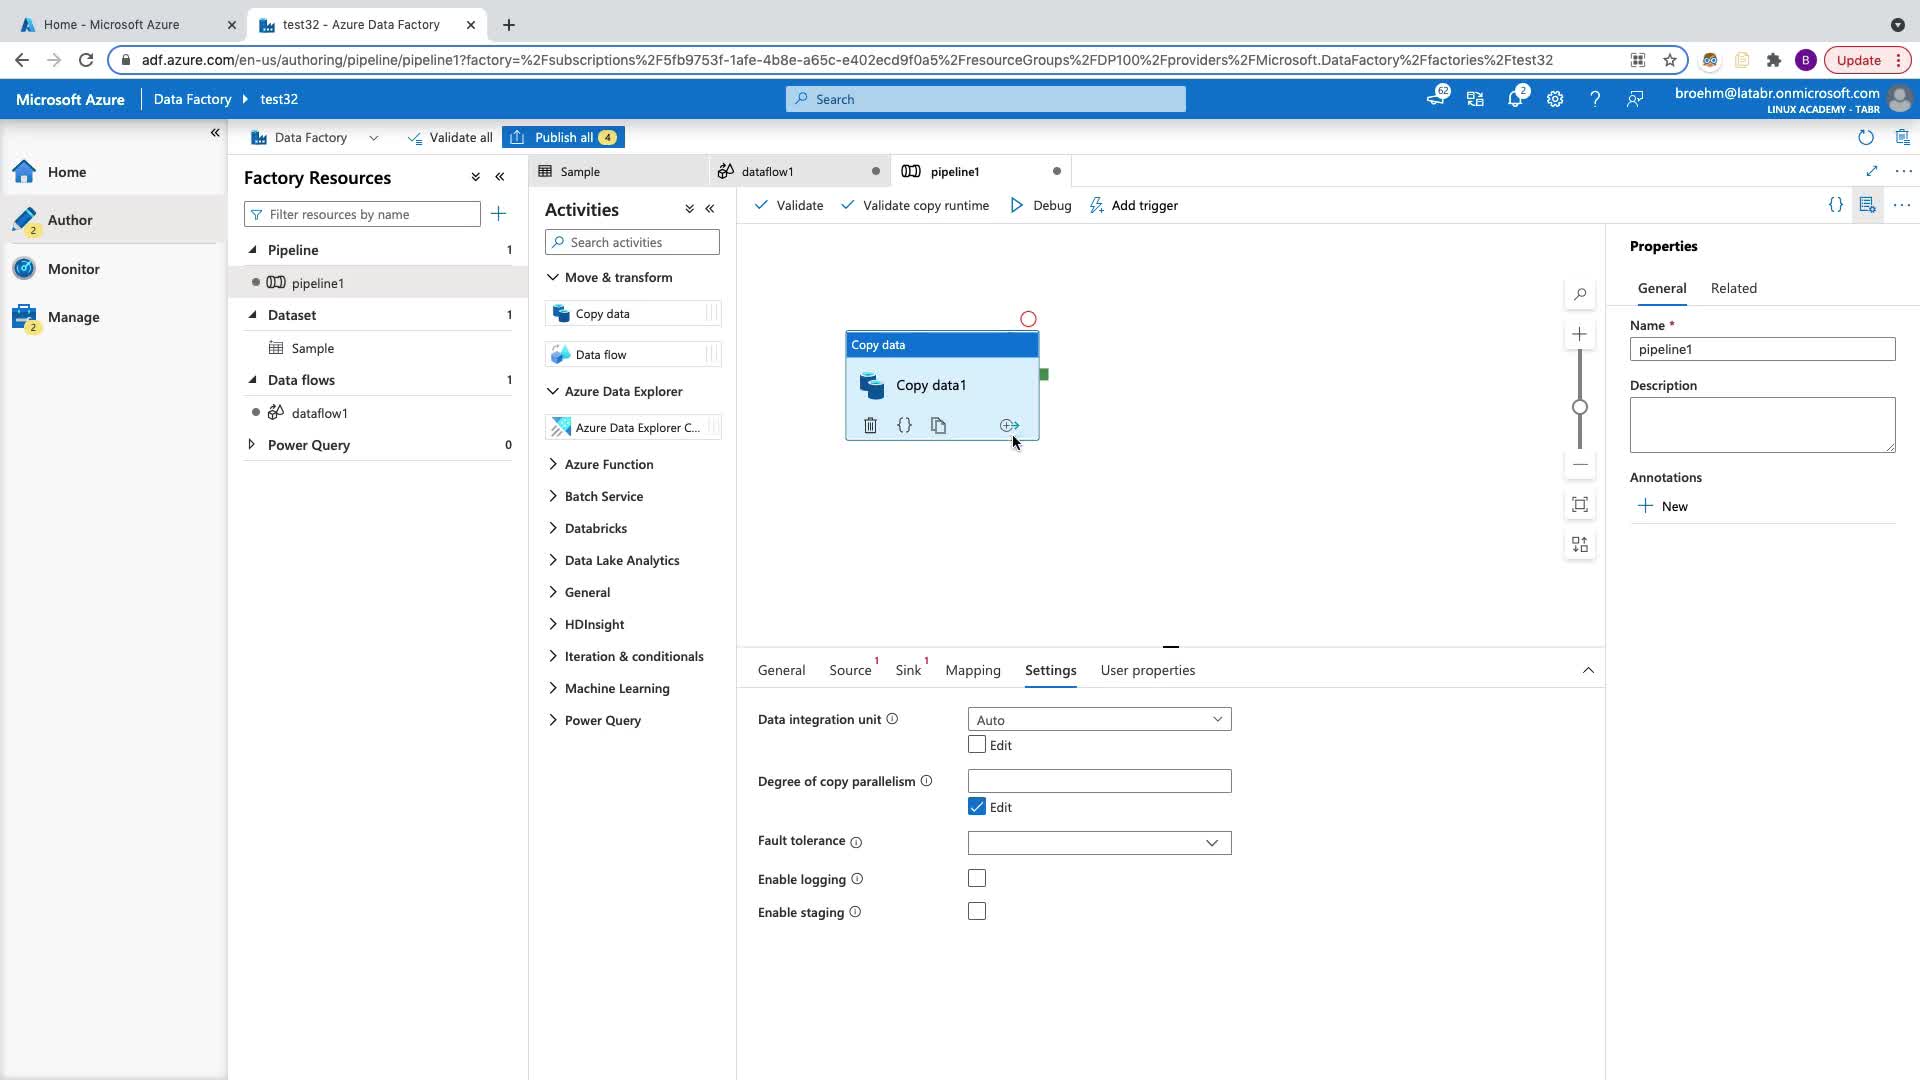 Home - Microsoft Azure
test32 - Azure Data Factory
adf.azure.com/en-us/authoring/pipeline/pipeline1?factory=%2Fsubscriptions%2F5fb9753f-1afe-4b8e-a65c-e402ecd9f0a5%2FresourceGroups%2FDP100%2Fproviders%2FMicrosoft.DataFactory%2Ffactories%2Ftest32
B
Update
Microsoft Azure
Data Factory
test32
Search
62
2
broehm@latabr.onmicrosoft.com
LINUX ACADEMY - TABR
Data Factory
Validate all
Publish all 4
Home
Author
2
Monitor
Manage
2
Factory Resources
Filter resources by name
Pipeline 1
pipeline1
Dataset 1
Sample
Data flows 1
dataflow1
Power Query 0
Sample
dataflow1
pipeline1
Activities
Search activities
Move & transform
Copy data
Data flow
Azure Data Explorer
Azure Data Explorer C...
Azure Function
Batch Service
Databricks
Data Lake Analytics
General
HDInsight
Iteration & conditionals
Machine Learning
Power Query
Validate
Validate copy runtime
Debug
Add trigger
Copy data
Copy data1
Properties
General
Related
Name *
pipeline1
Description
Annotations
New
General
Source 1
Sink 1
Mapping
Settings
User properties
Data integration unit
Auto
Edit
Degree of copy parallelism
Edit
Fault tolerance
Enable logging
Enable staging